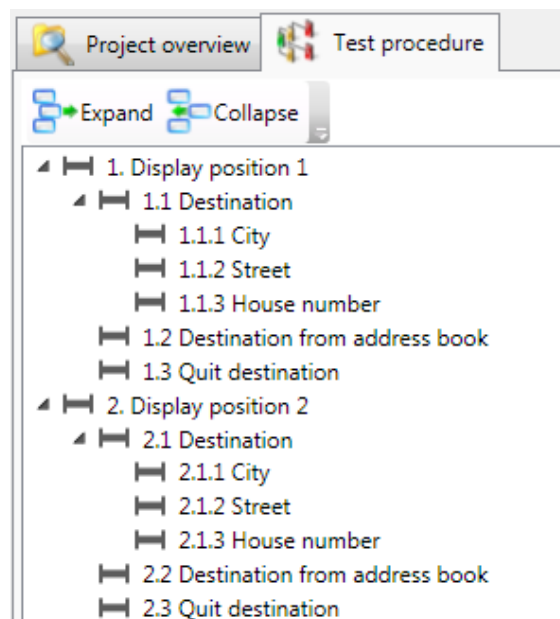 Project overview Test procedure
Expand Collapse
1. Display position 1
1.1 Destination
1.1.1 City
1.1.2 Street
1.1.3 House number
1.2 Destination from address book
1.3 Quit destination
2. Display position 2
2.1 Destination
2.1.1 City
2.1.2 Street
2.1.3 House number
2.2 Destination from address book
2.3 Quit destination